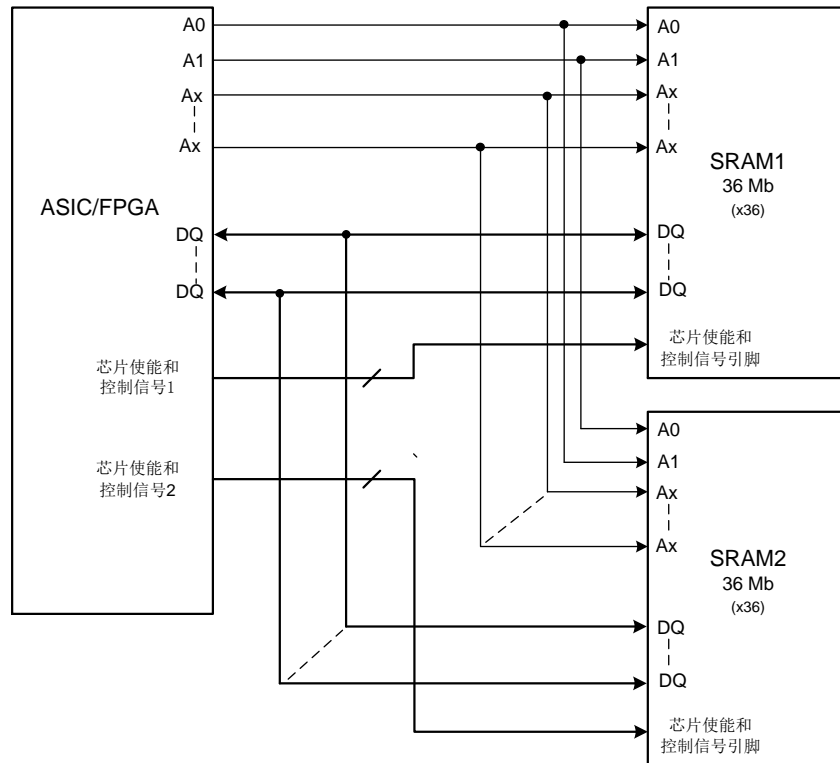 A0
A1
Ax
Ax
ASIC/FPGA
DQ
DQ
芯片使能和
控制信号1
芯片使能和
控制信号2
A0
A1
Ax
Ax
SRAM1
36 Mb
(x36)
DQ
DQ
芯片使能和
控制信号引脚
A0
A1
Ax
Ax
SRAM2
36 Mb
(x36)
DQ
DQ
芯片使能和
控制信号引脚